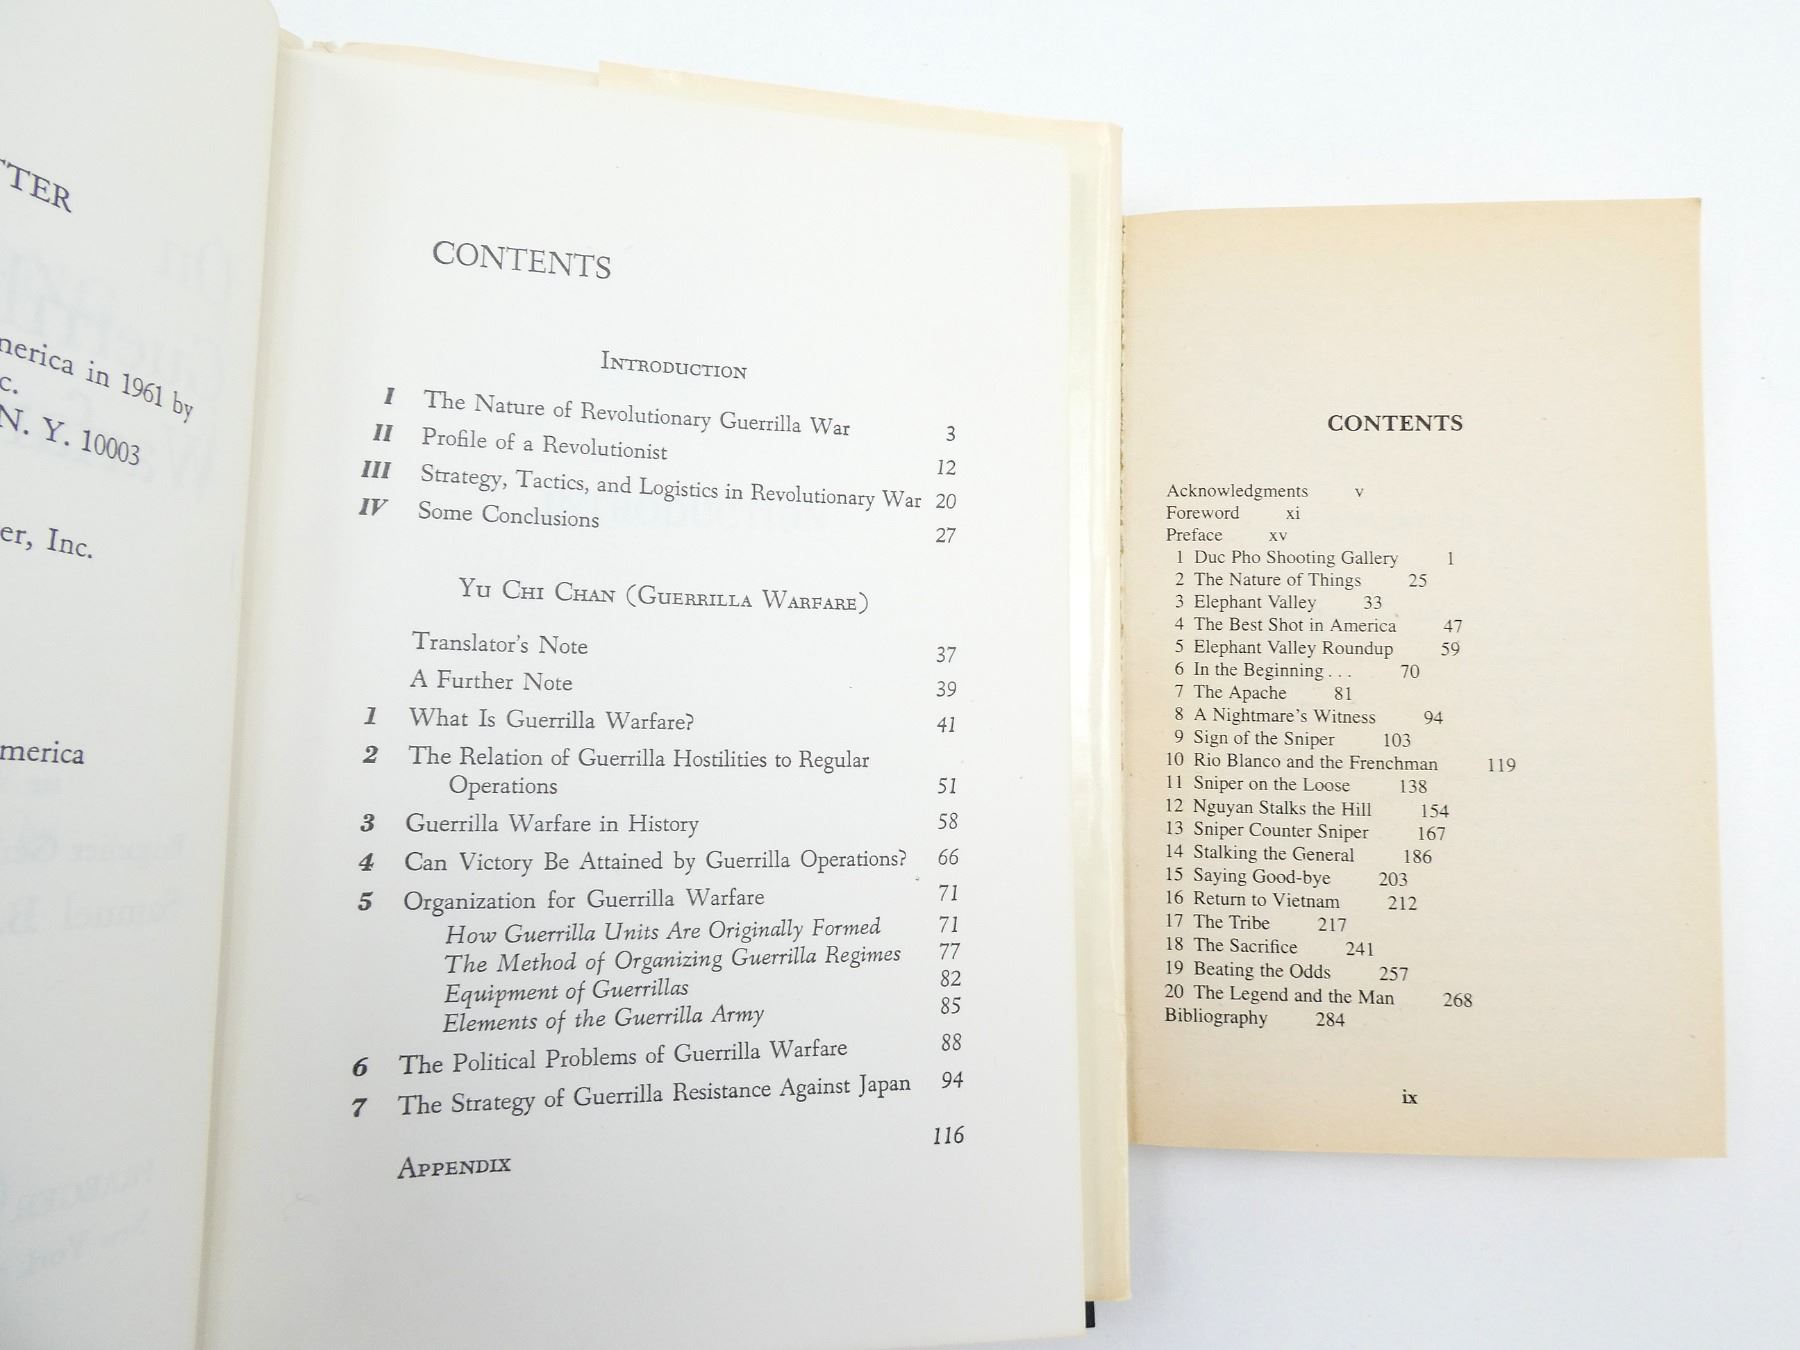 TTER
merica in 1961 by
c.
N. Y. 10003
er, Inc.
merica
CONTENTS
INTRODUCTION
I The Nature of Revolutionary Guerrilla War 3
II Profile of a Revolutionist 12
III Strategy, Tactics, and Logistics in Revolutionary War 20
IV Some Conclusions 27
YU CHI CHAN (GUERRILLA WARFARE)
Translator's Note 37
A Further Note 39
1 What Is Guerrilla Warfare? 41
2 The Relation of Guerrilla Hostilities to Regular
Operations 51
3 Guerrilla Warfare in History 58
4 Can Victory Be Attained by Guerrilla Operations? 66
5 Organization for Guerrilla Warfare 71
How Guerrilla Units Are Originally Formed 71
The Method of Organizing Guerrilla Regimes 77
Equipment of Guerrillas 82
Elements of the Guerrilla Army 85
6 The Political Problems of Guerrilla Warfare 88
7 The Strategy of Guerrilla Resistance Against Japan 94
APPENDIX 116
CONTENTS
Acknowledgments v
Foreword xi
Preface xv
1 Duc Pho Shooting Gallery 1
2 The Nature of Things 25
3 Elephant Valley 33
4 The Best Shot in America 47
5 Elephant Valley Roundup 59
6 In the Beginning . . . 70
7 The Apache 81
8 A Nightmare's Witness 94
9 Sign of the Sniper 103
10 Rio Blanco and the Frenchman 119
11 Sniper on the Loose 138
12 Nguyan Stalks the Hill 154
13 Sniper Counter Sniper 167
14 Stalking the General 186
15 Saying Good-bye 203
16 Return to Vietnam 212
17 The Tribe 217
18 The Sacrifice 241
19 Beating the Odds 257
20 The Legend and the Man 268
Bibliography 284
ix